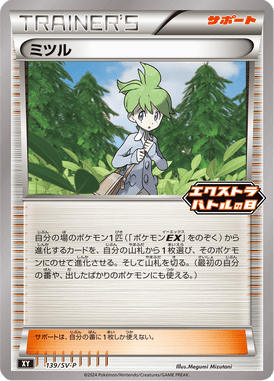 TRAINER'S
サポート
ミツル
エクストラ
バトルの日
自分の場のポケモン1匹(「ポケモンEX」をのぞく)から
進化するカードを、自分の山札から1枚選び、そのポケ
モンにのせて進化させる。そして山札を切る。(最初の自分
の番や、出したばかりのポケモンにも使える。)
サポートは、自分の番に1枚しか使えない。
Illus.Megumi Mizutani
XY
139/SV-P
©2024 Pokémon/Nintendo/Creatures/GAME FREAK.